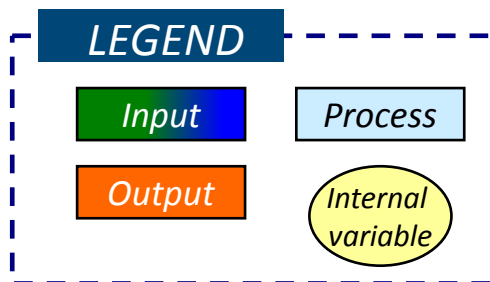 LEGEND
Input
Process
Output
Internal
variable